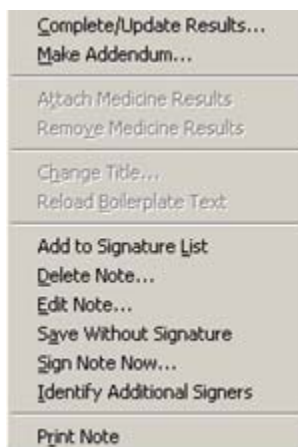 Complete/Update Results...
Make Addendum...
Attach Medicine Results
Remove Medicine Results
Change Title...
Reload Boilerplate Text
Add to Signature List
Delete Note...
Edit Note...
Save Without Signature
Sign Note Now...
Identify Additional Signers
Print Note